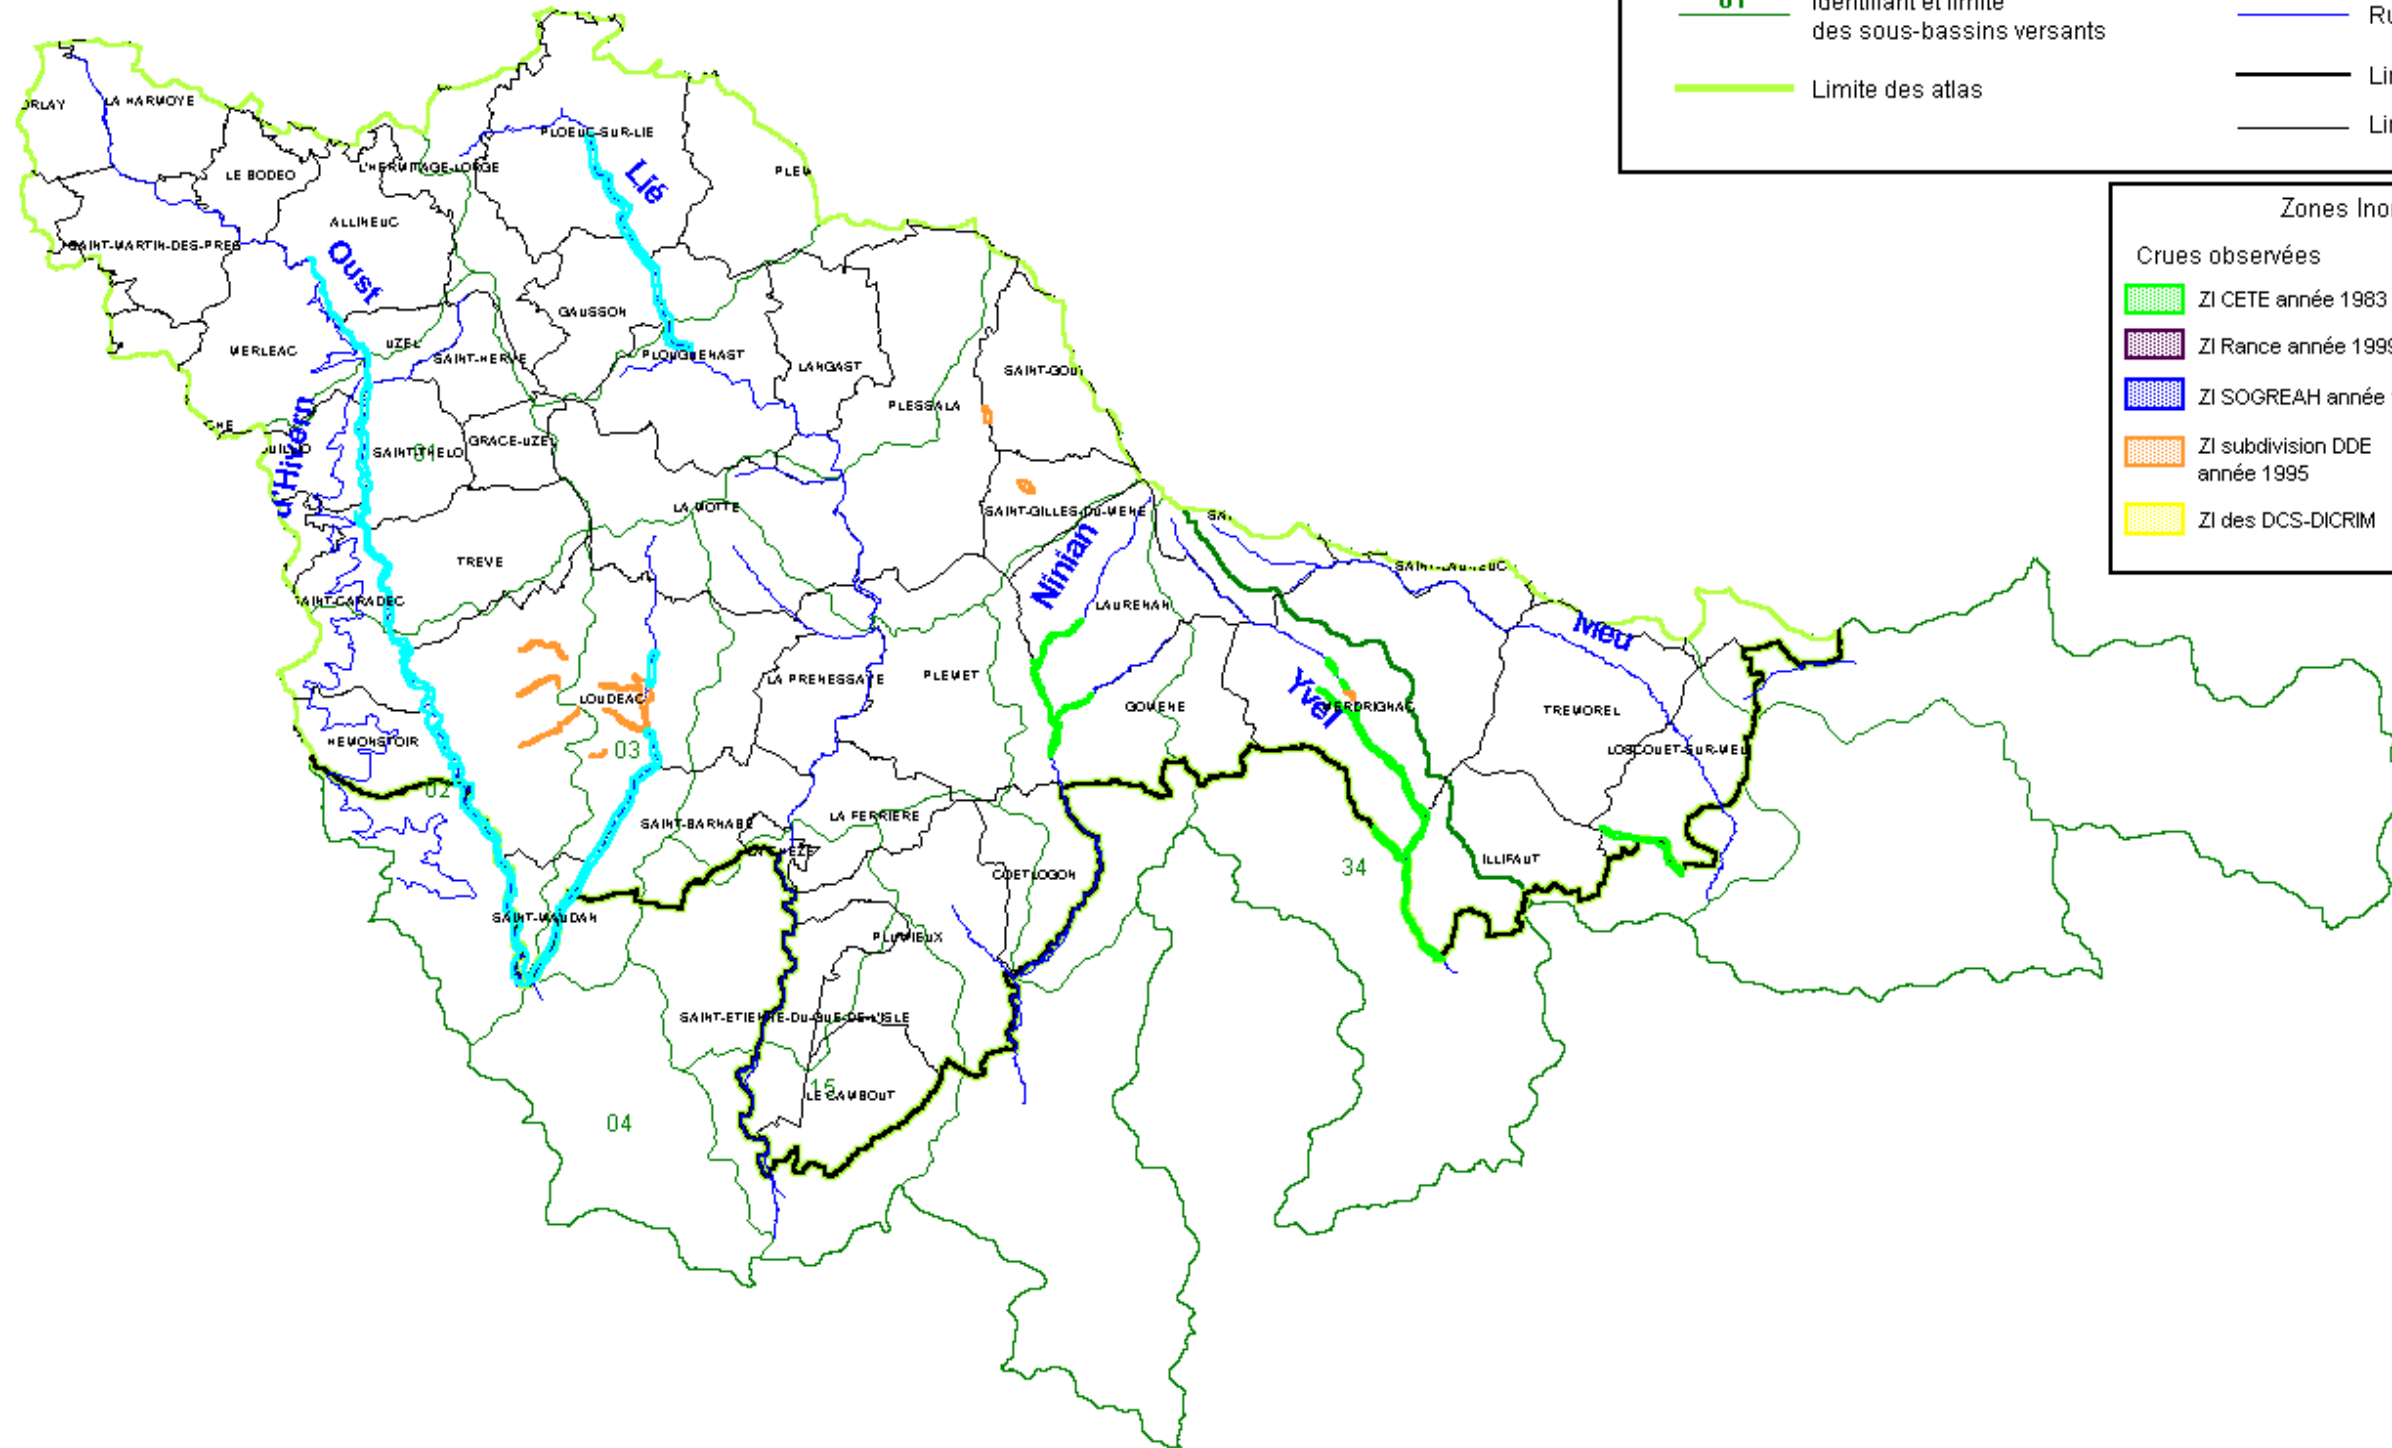 01 Identifiant et limite
des sous-bassins versants
Limite des atlas
Zones
Crues observées
ZI CETE année 1983
ZI Rance année 1999
ZI SOGREAH année
ZI subdivision DDE
année 1995
ZI des DCS-DICRIM
LA HARMOYE
PLOEUC-SUR-LIE
LE BODEO
L'HERMITAGE-LORGE
Lié
ALLINEUC
SAINT-MARTIN-DES-PRES
Oust
GAUSSON
MERLEAC
UZEL
SAINT-HERVE
PLOUGUENAST
LANGAST
PLESSALA
d'Hivern
SAINT-THELO
01
GRACE-UZEL
LA MOTTE
SAINT-GILLES-DU-MENE
TREVE
Ninian
SAINT-CARADEC
LAURENAN
Meu
LA PRENESSAYE
PLEMET
LOUDEAC
GOMENE
Yvel
MERDRIGNAC
TREMOREL
HEMONSTOIR
03
LOSCOUET-SUR-MEU
02
SAINT-BARNABE
LA FERRIERE
ILLIFAUT
34
COETLOGON
SAINT-MAUDAN
PLUMIEUX
SAINT-ETIENNE-DU-GUE-DE-L'ISLE
15
LE CAMBOUT
04